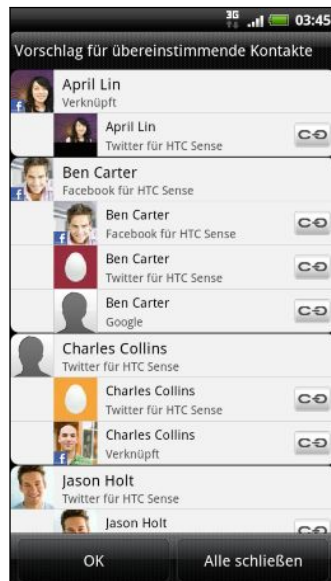 3G 03:45
Vorschlag für übereinstimmende Kontakte
April Lin
Verknüpft
April Lin
Twitter für HTC Sense
Ben Carter
Facebook für HTC Sense
Ben Carter
Facebook für HTC Sense
Ben Carter
Twitter für HTC Sense
Ben Carter
Google
Charles Collins
Twitter für HTC Sense
Charles Collins
Twitter für HTC Sense
Charles Collins
Verknüpft
Jason Holt
Twitter für HTC Sense
Jason Holt
OK Alle schließen